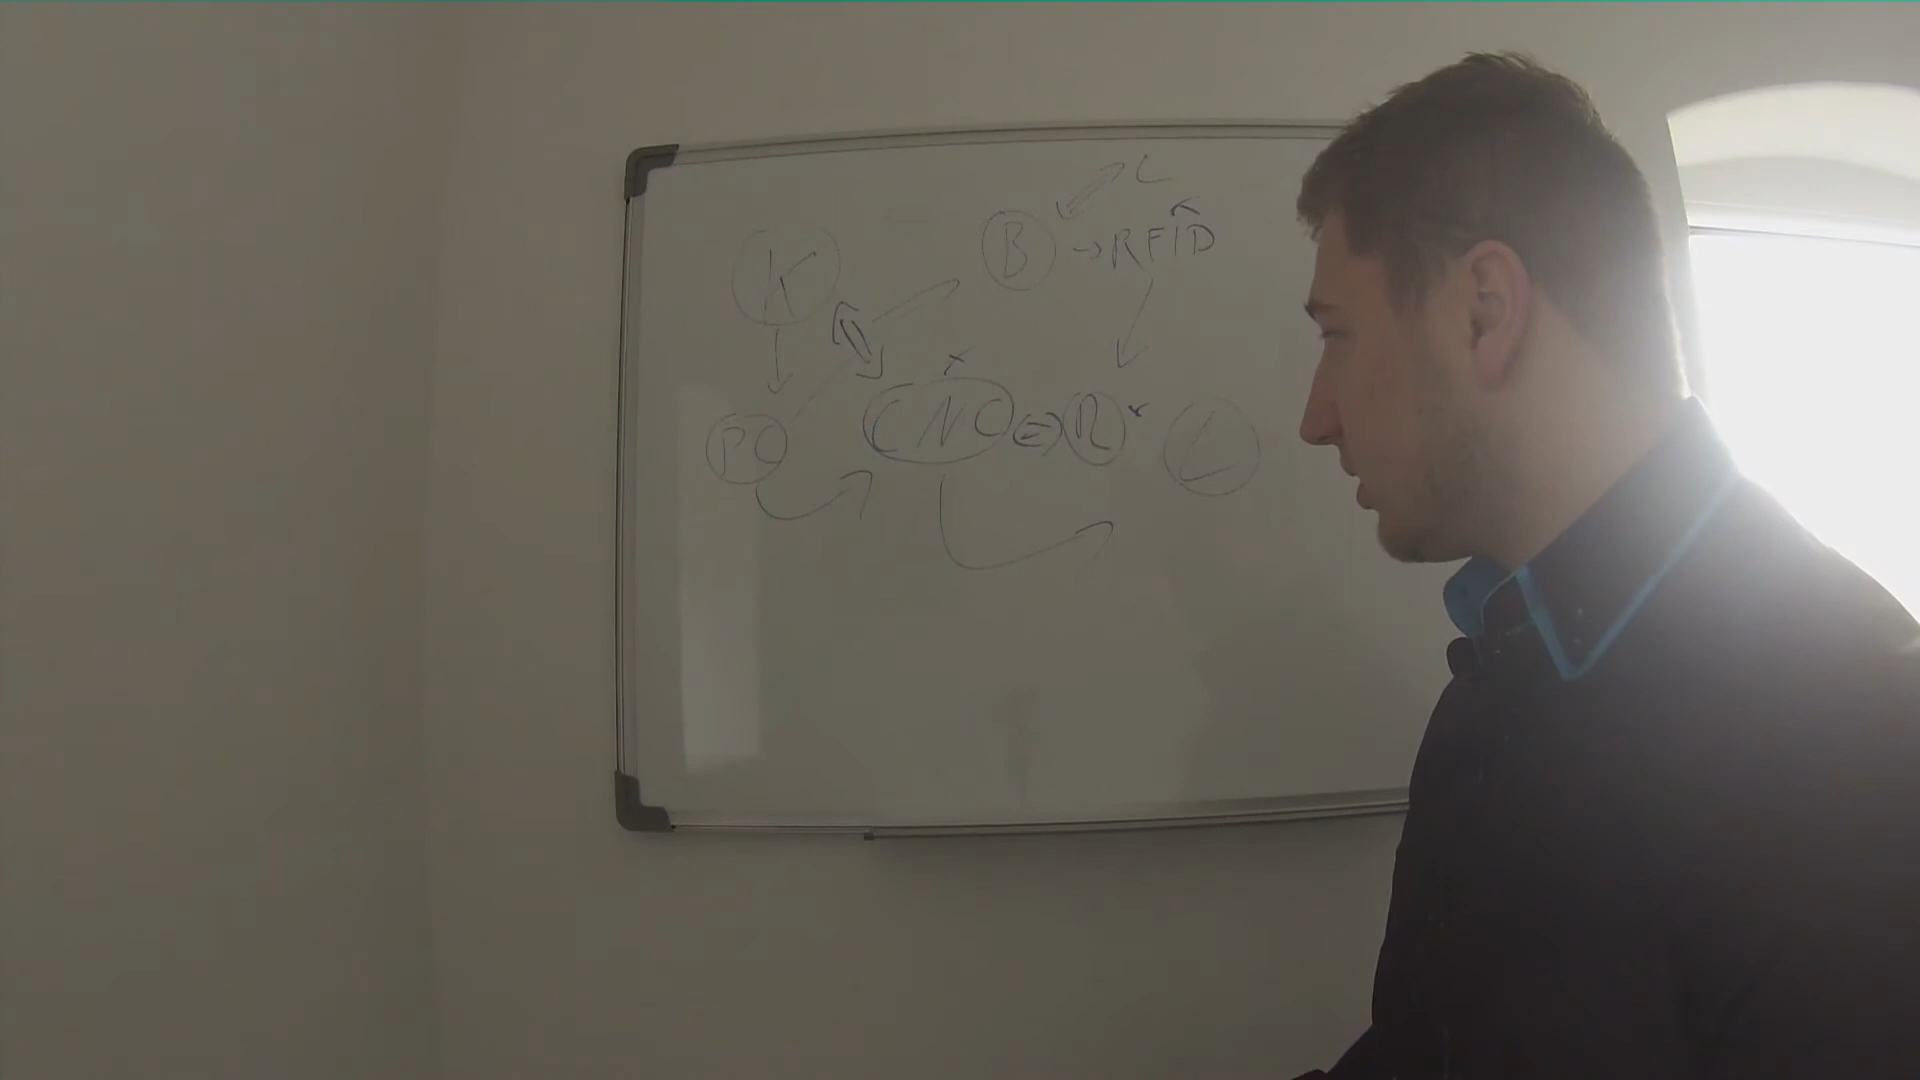 L
K B →RFID
PC CNC ↔ R L